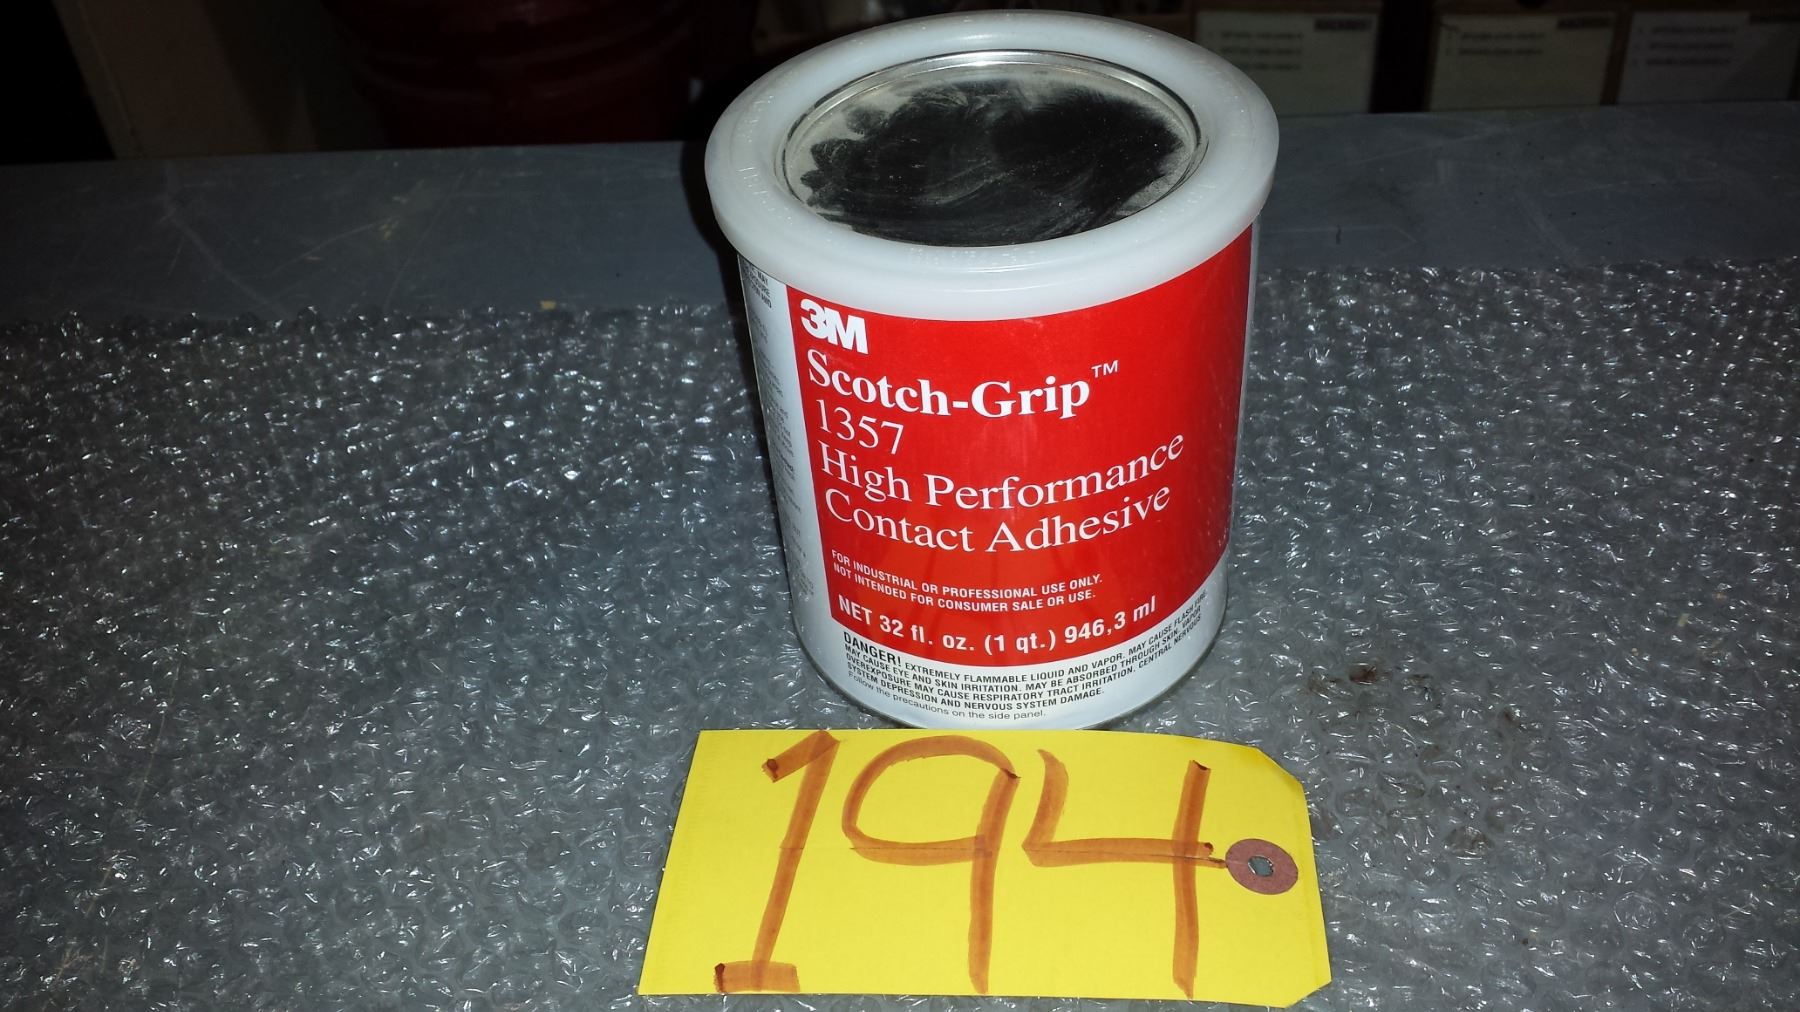 3M
Scotch-Grip™
1357
High Performance
Contact Adhesive
FOR INDUSTRIAL OR PROFESSIONAL USE ONLY.
NOT INTENDED FOR CONSUMER SALE OR USE.
NET 32 fl. oz. (1 qt.) 946,3 ml
DANGER! EXTREMELY FLAMMABLE LIQUID AND VAPOR. MAY CAUSE FLASH FIRE.
MAY CAUSE EYE AND SKIN IRRITATION. MAY BE ABSORBED THROUGH SKIN. VAPOR
OVEREXPOSURE MAY CAUSE RESPIRATORY TRACT IRRITATION. CENTRAL NERVOUS
SYSTEM DEPRESSION AND NERVOUS SYSTEM DAMAGE.
Follow the precautions on the side panel.
194